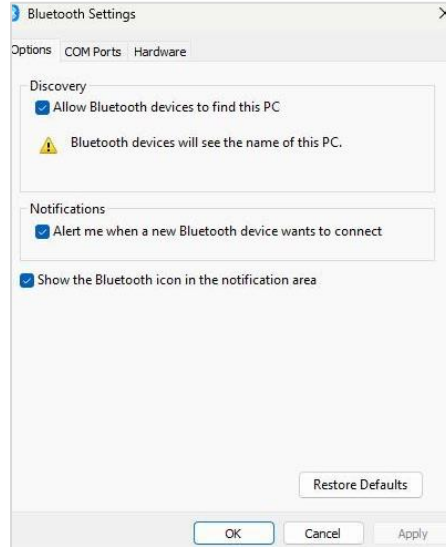 Bluetooth Settings
Options COM Ports Hardware
Discovery
Allow Bluetooth devices to find this PC
Bluetooth devices will see the name of this PC.
Notifications
Alert me when a new Bluetooth device wants to connect
Show the Bluetooth icon in the notification area
Restore Defaults
OK Cancel Apply